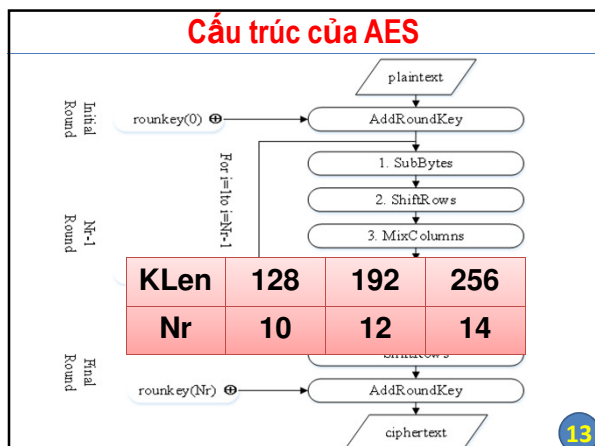 Cấu trúc của AES
plaintext
Initial Round
rounkey(0) ⊕
AddRoundKey
For i=1to i=Nr-1
1. SubBytes
2. ShiftRows
Nr-1 Round
3. MixColumns
KLen 128 192 256
Nr 10 12 14
ShiftRows
Final Round
rounkey(Nr) ⊕
AddRoundKey
ciphertext
13